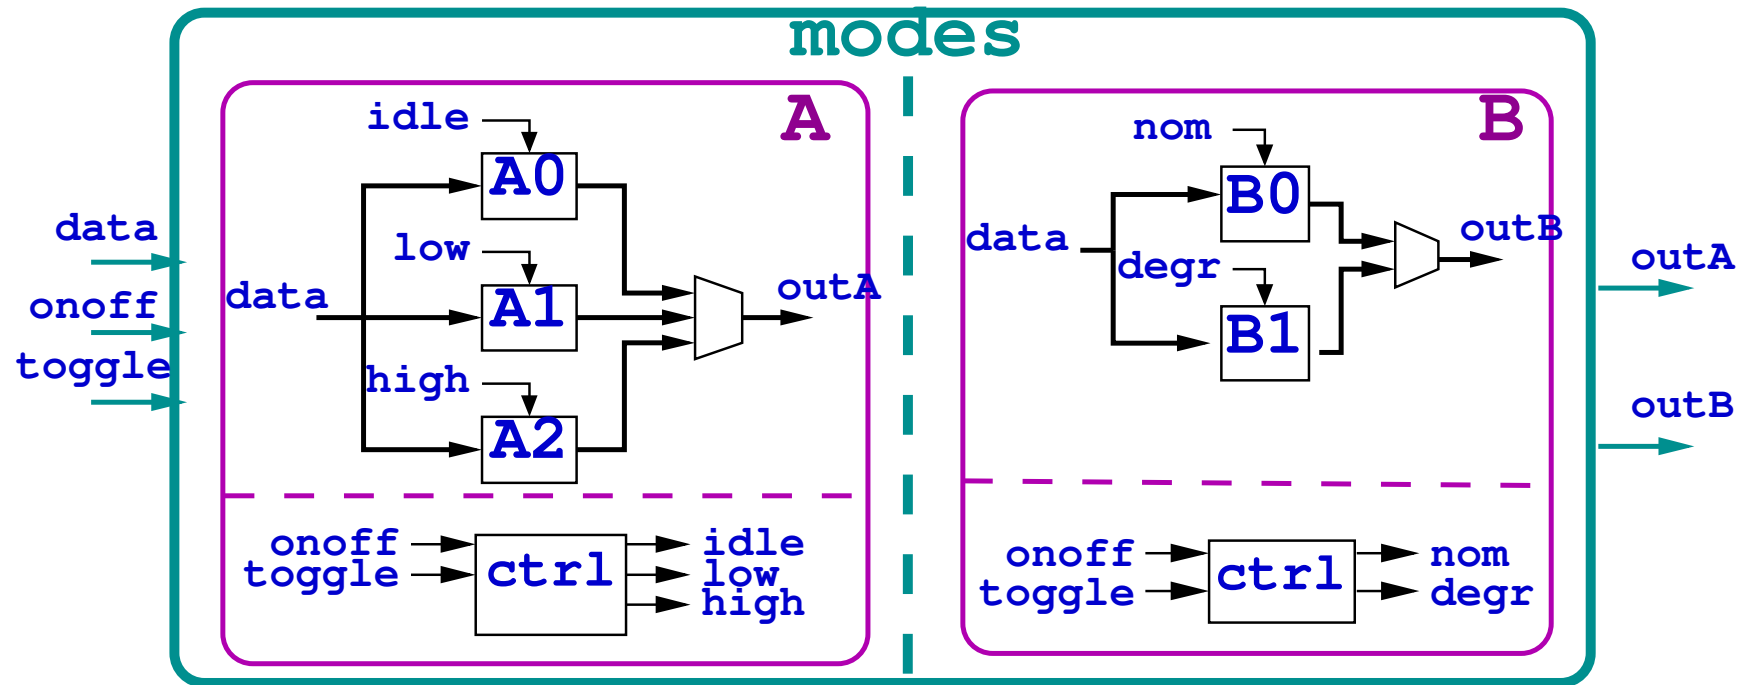 modes
data
onoff
toggle
A
idle
A0
low
A1
data
outA
high
A2
onoff
toggle
ctrl
idle
low
high
B
nom
B0
data
outB
degr
B1
onoff
toggle
ctrl
nom
degr
outA
outB